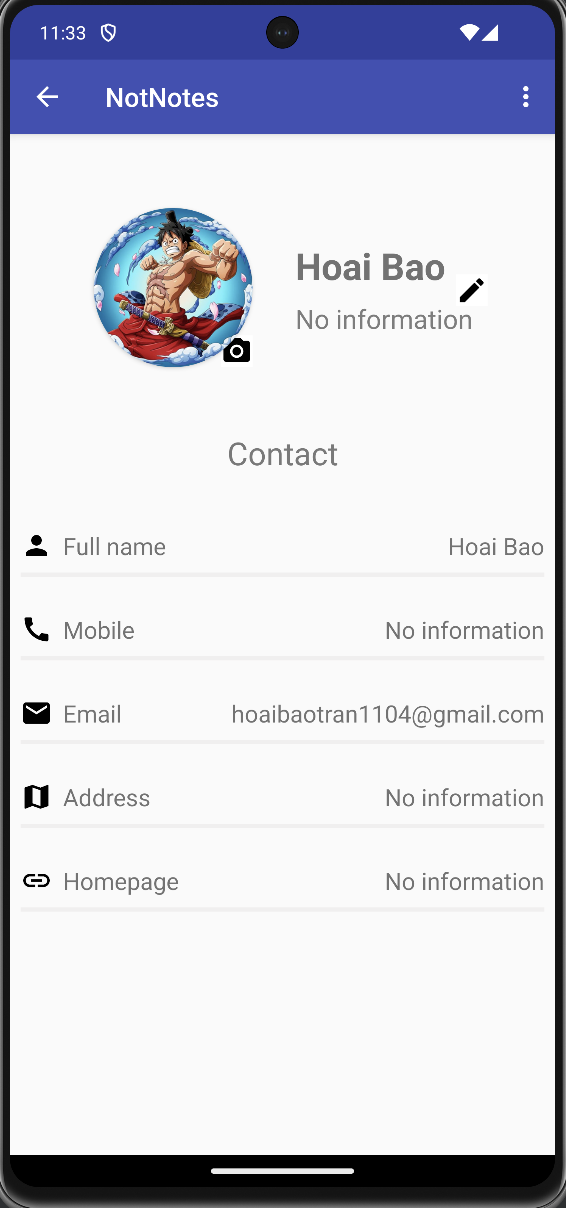 11:33
NotNotes
Hoai Bao
No information
Contact
Full name Hoai Bao
Mobile No information
Email hoaibaotran1104@gmail.com
Address No information
Homepage No information